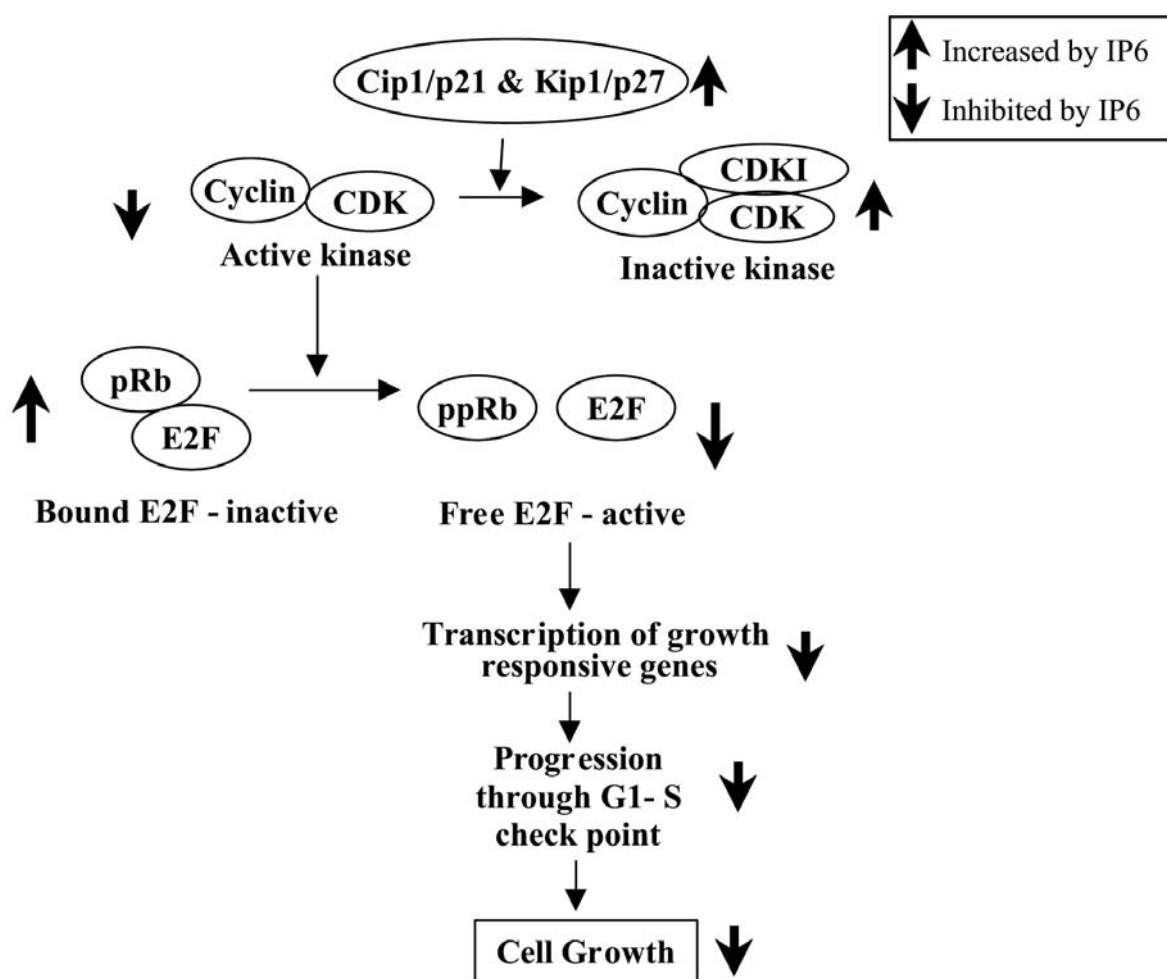 Increased by IP6
Inhibited by IP6
Cip1/p21 & Kip1/p27
Cyclin
CDK
Active kinase
CDKI
Cyclin
CDK
Inactive kinase
pRb
E2F
Bound E2F - inactive
ppRb
E2F
Free E2F - active
Transcription of growth
responsive genes
Progression
through G1- S
check point
Cell Growth